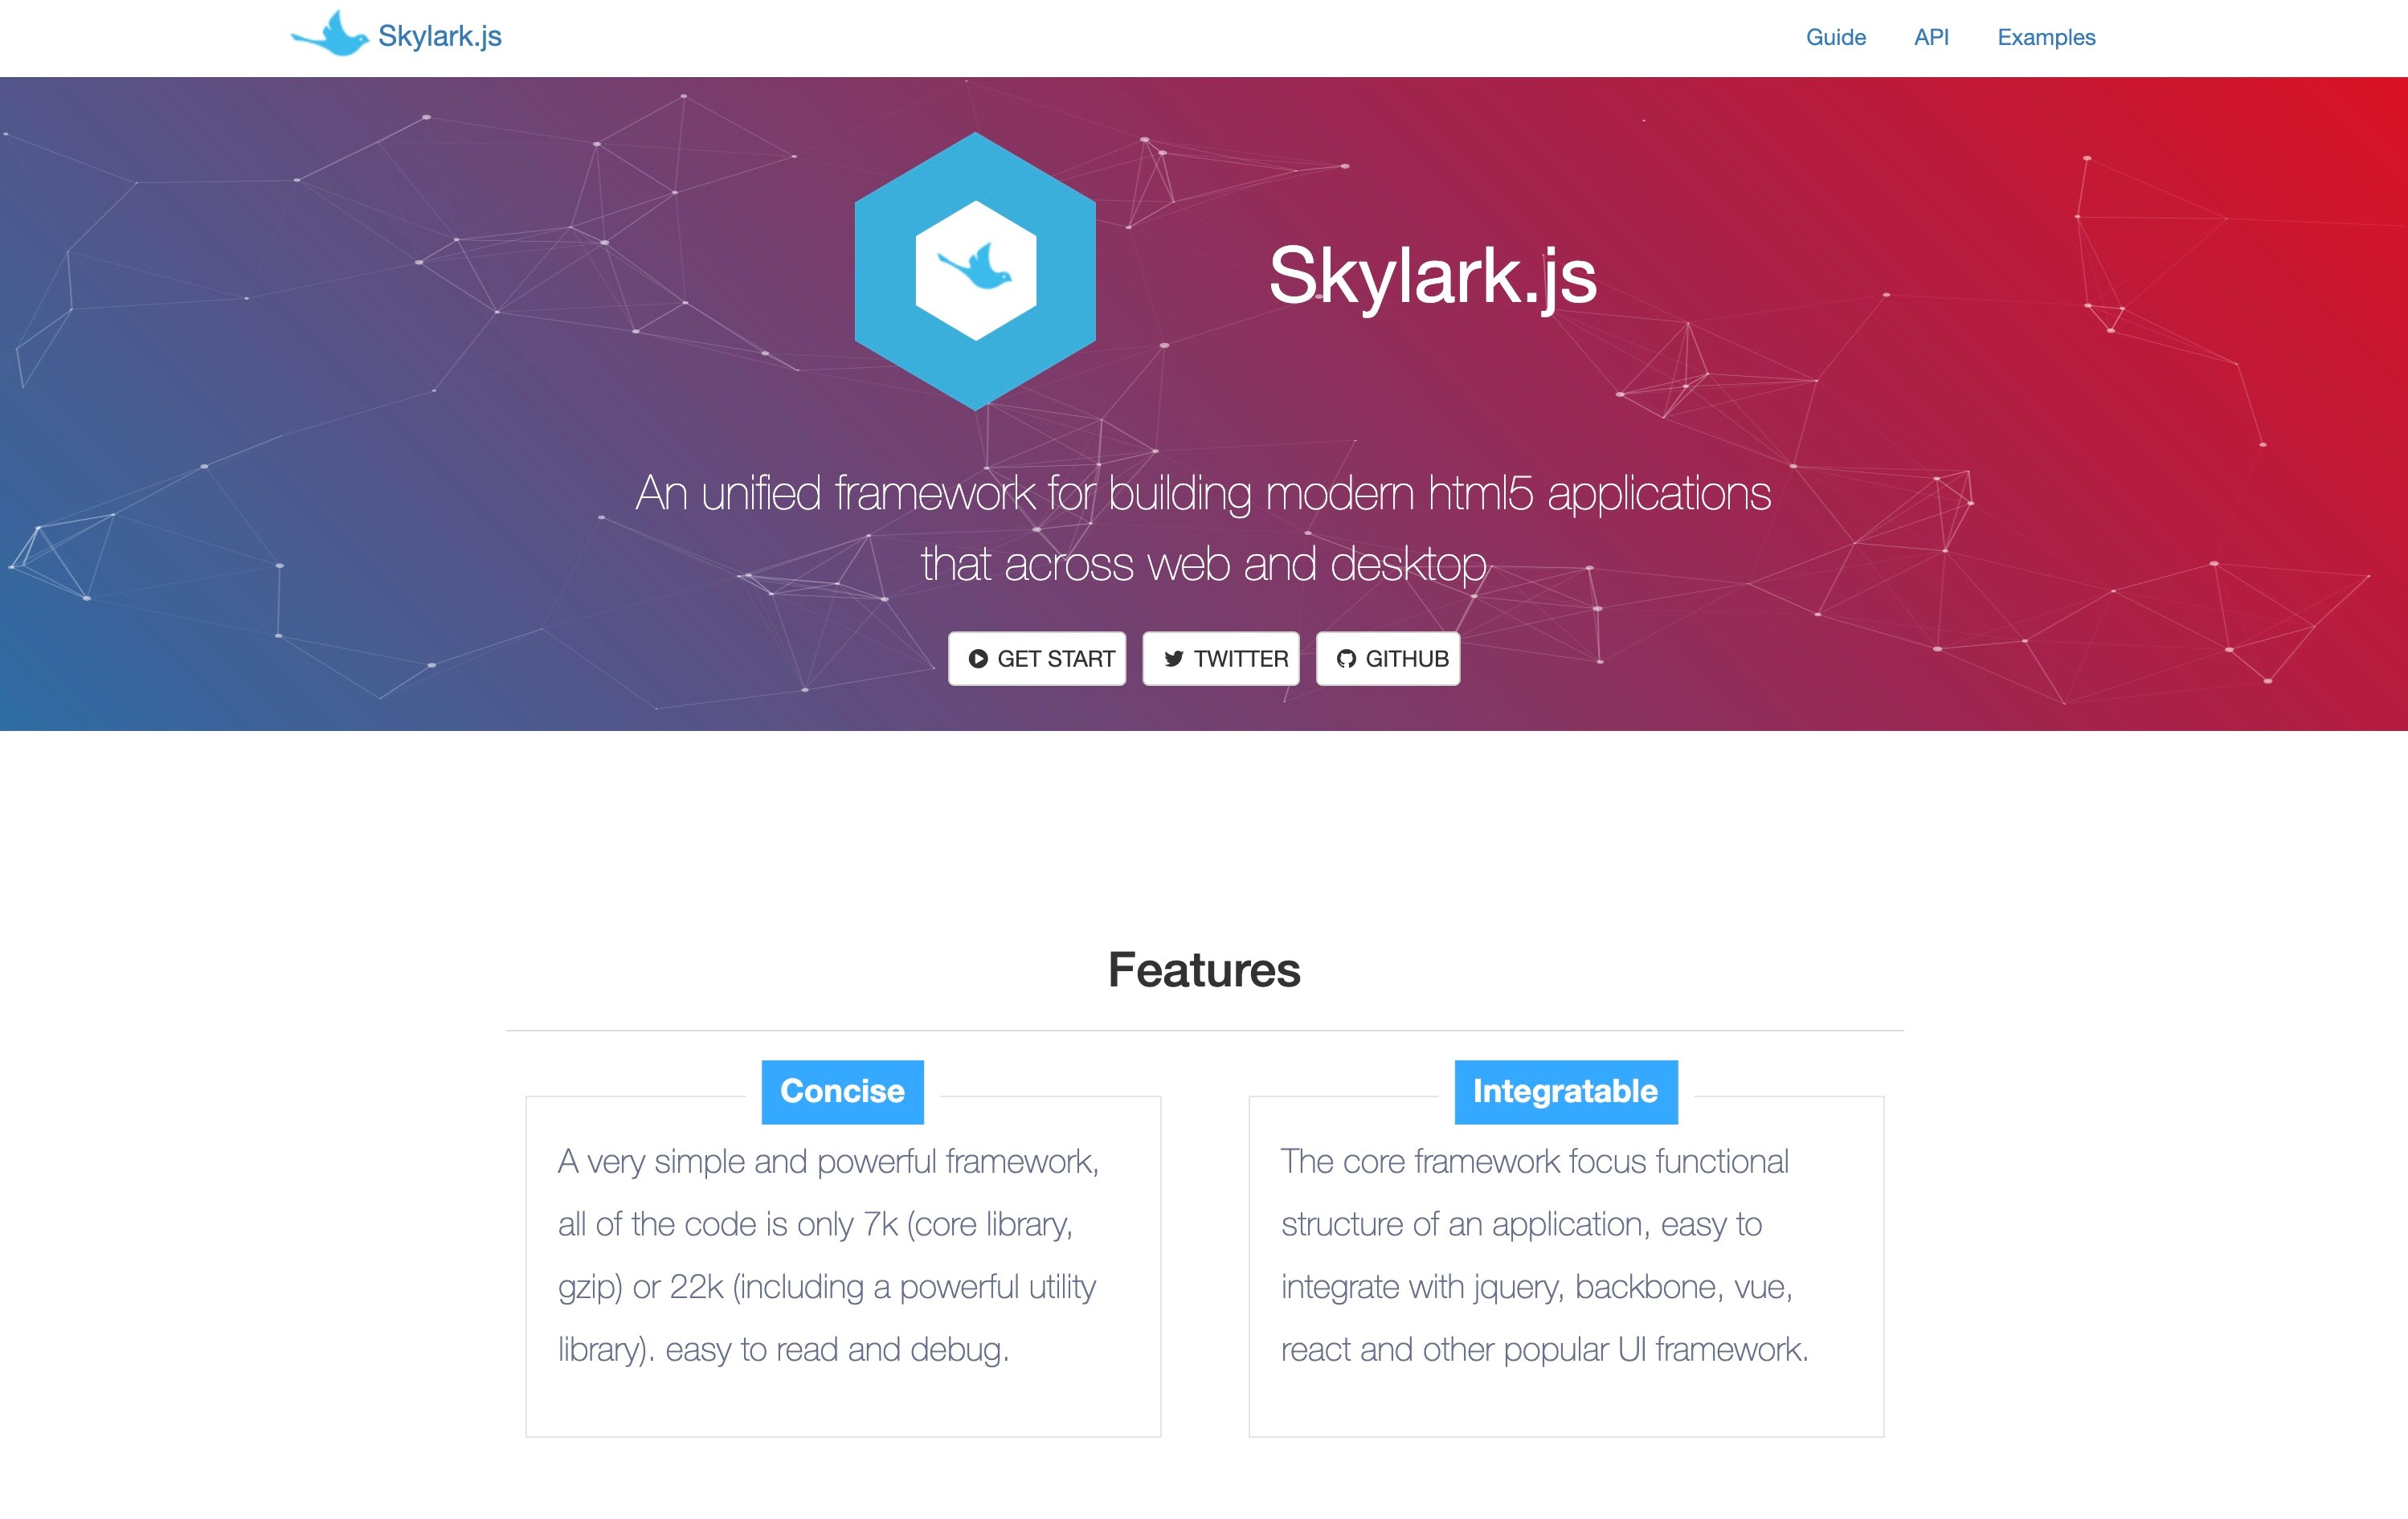 Skylark.js
Guide
API
Examples
Skylark.js
An unified framework for building modern html5 applications
that across web and desktop
GET START
TWITTER
GITHUB
Features
Concise
A very simple and powerful framework,
all of the code is only 7k (core library,
gzip) or 22k (including a powerful utility
library). easy to read and debug.
Integratable
The core framework focus functional
structure of an application, easy to
integrate with jquery, backbone, vue,
react and other popular UI framework.